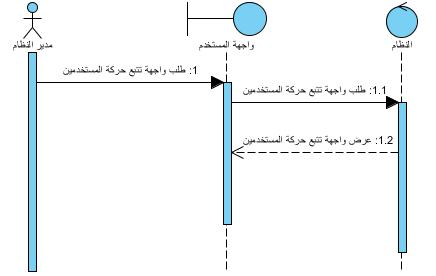 مدير النظام
واجهة المستخدم
النظام
1: طلب واجهة تتبع حركة المستخدمين
1.1: طلب واجهة تتبع حركة المستخدمين
1.2: عرض واجهة تتبع حركة المستخدمين